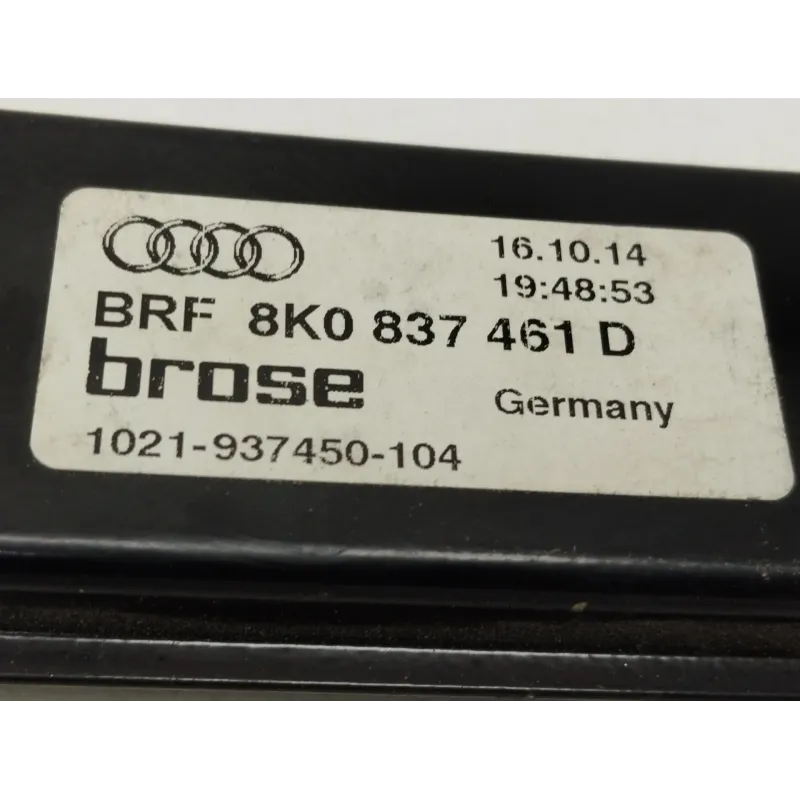 16.10.14
19:48:53
BRF 8K0 837 461 D
brose Germany
1021-937450-104